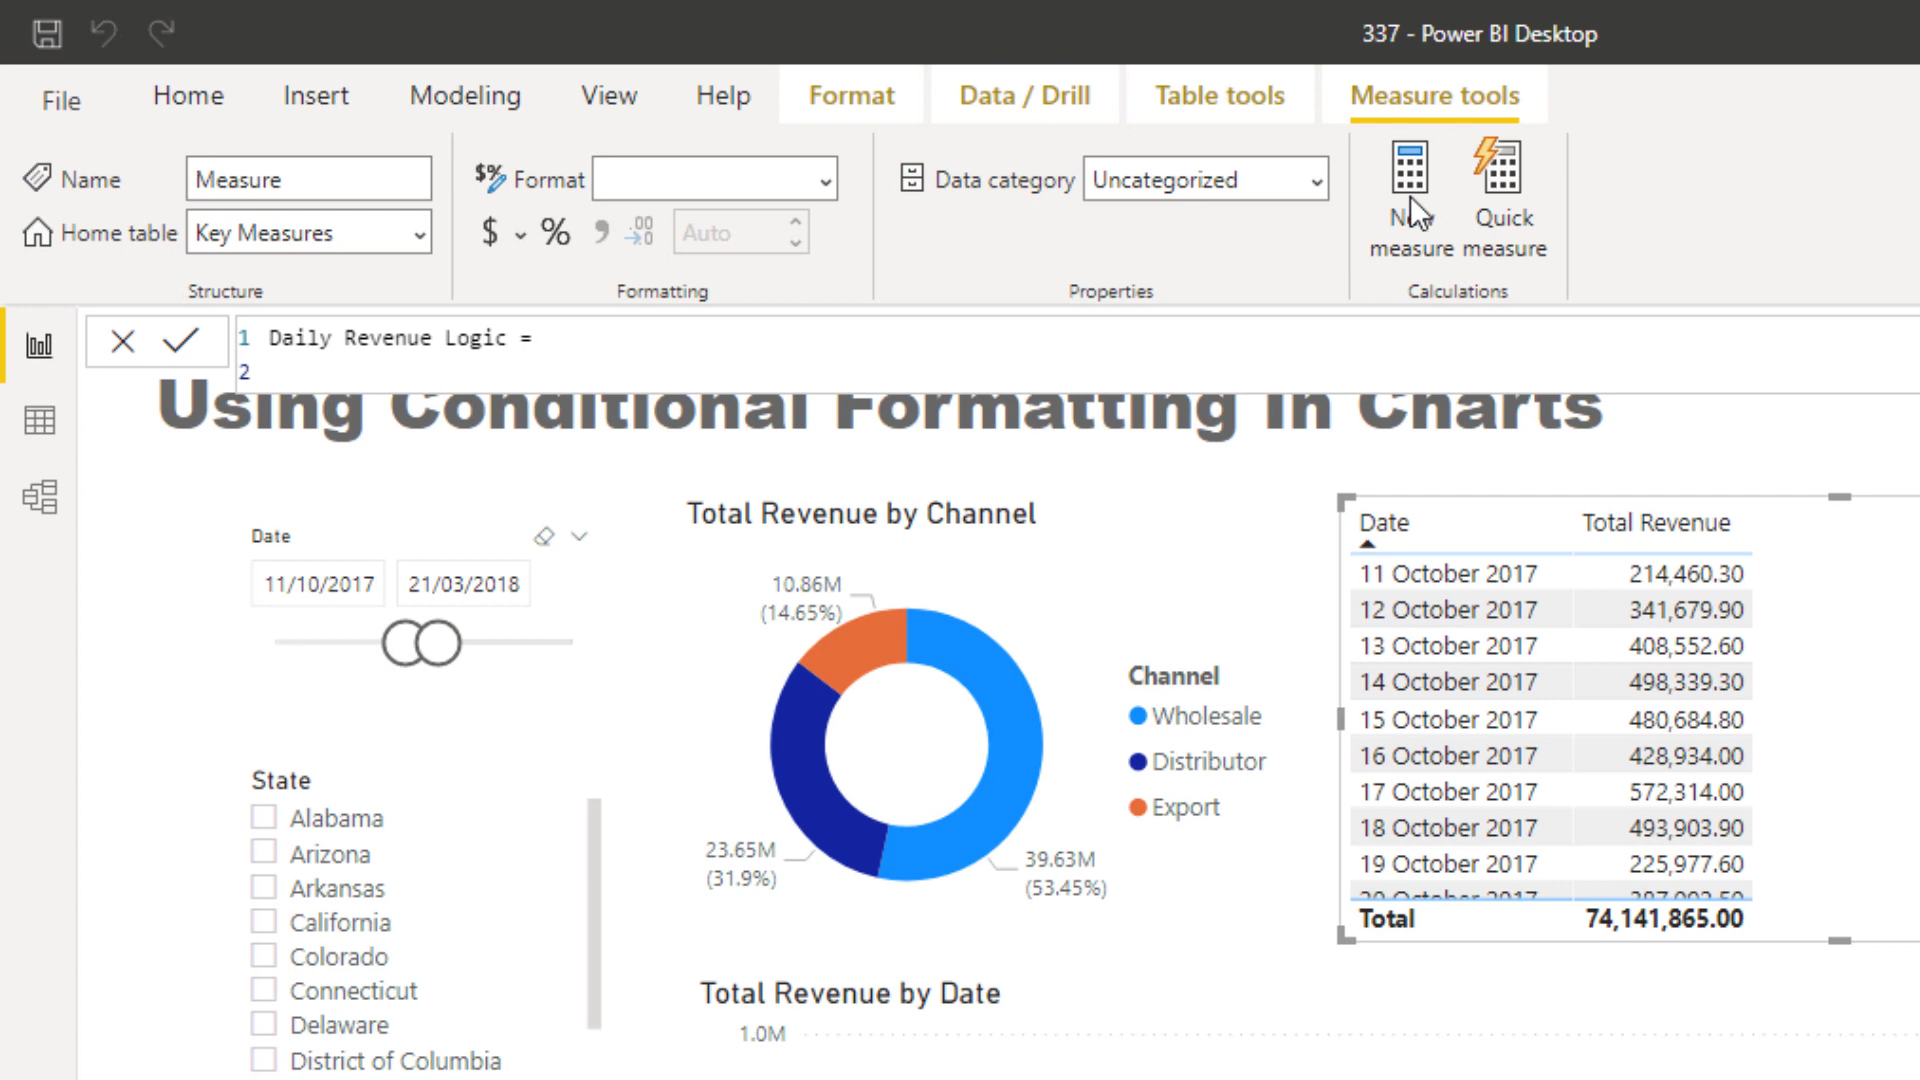 337 - Power BI Desktop
File Home Insert Modeling View Help Format Data / Drill Table tools Measure tools
Name Measure
$% Format
Data category Uncategorized
Home table Key Measures
$ % Auto
measure
Quick measure
Structure Formatting Properties Calculations
1 Daily Revenue Logic =
2
Using Conditional Formatting In Charts
Date
11/10/2017 21/03/2018
State
Alabama
Arizona
Arkansas
California
Colorado
Connecticut
Delaware
District of Columbia
Total Revenue by Channel
10.86M
(14.65%)
23.65M
(31.9%)
39.63M
(53.45%)
Channel
Wholesale
Distributor
Export
Date Total Revenue
11 October 2017 214,460.30
12 October 2017 341,679.90
13 October 2017 408,552.60
14 October 2017 498,339.30
15 October 2017 480,684.80
16 October 2017 428,934.00
17 October 2017 572,314.00
18 October 2017 493,903.90
19 October 2017 225,977.60
Total 74,141,865.00
Total Revenue by Date
1.0M